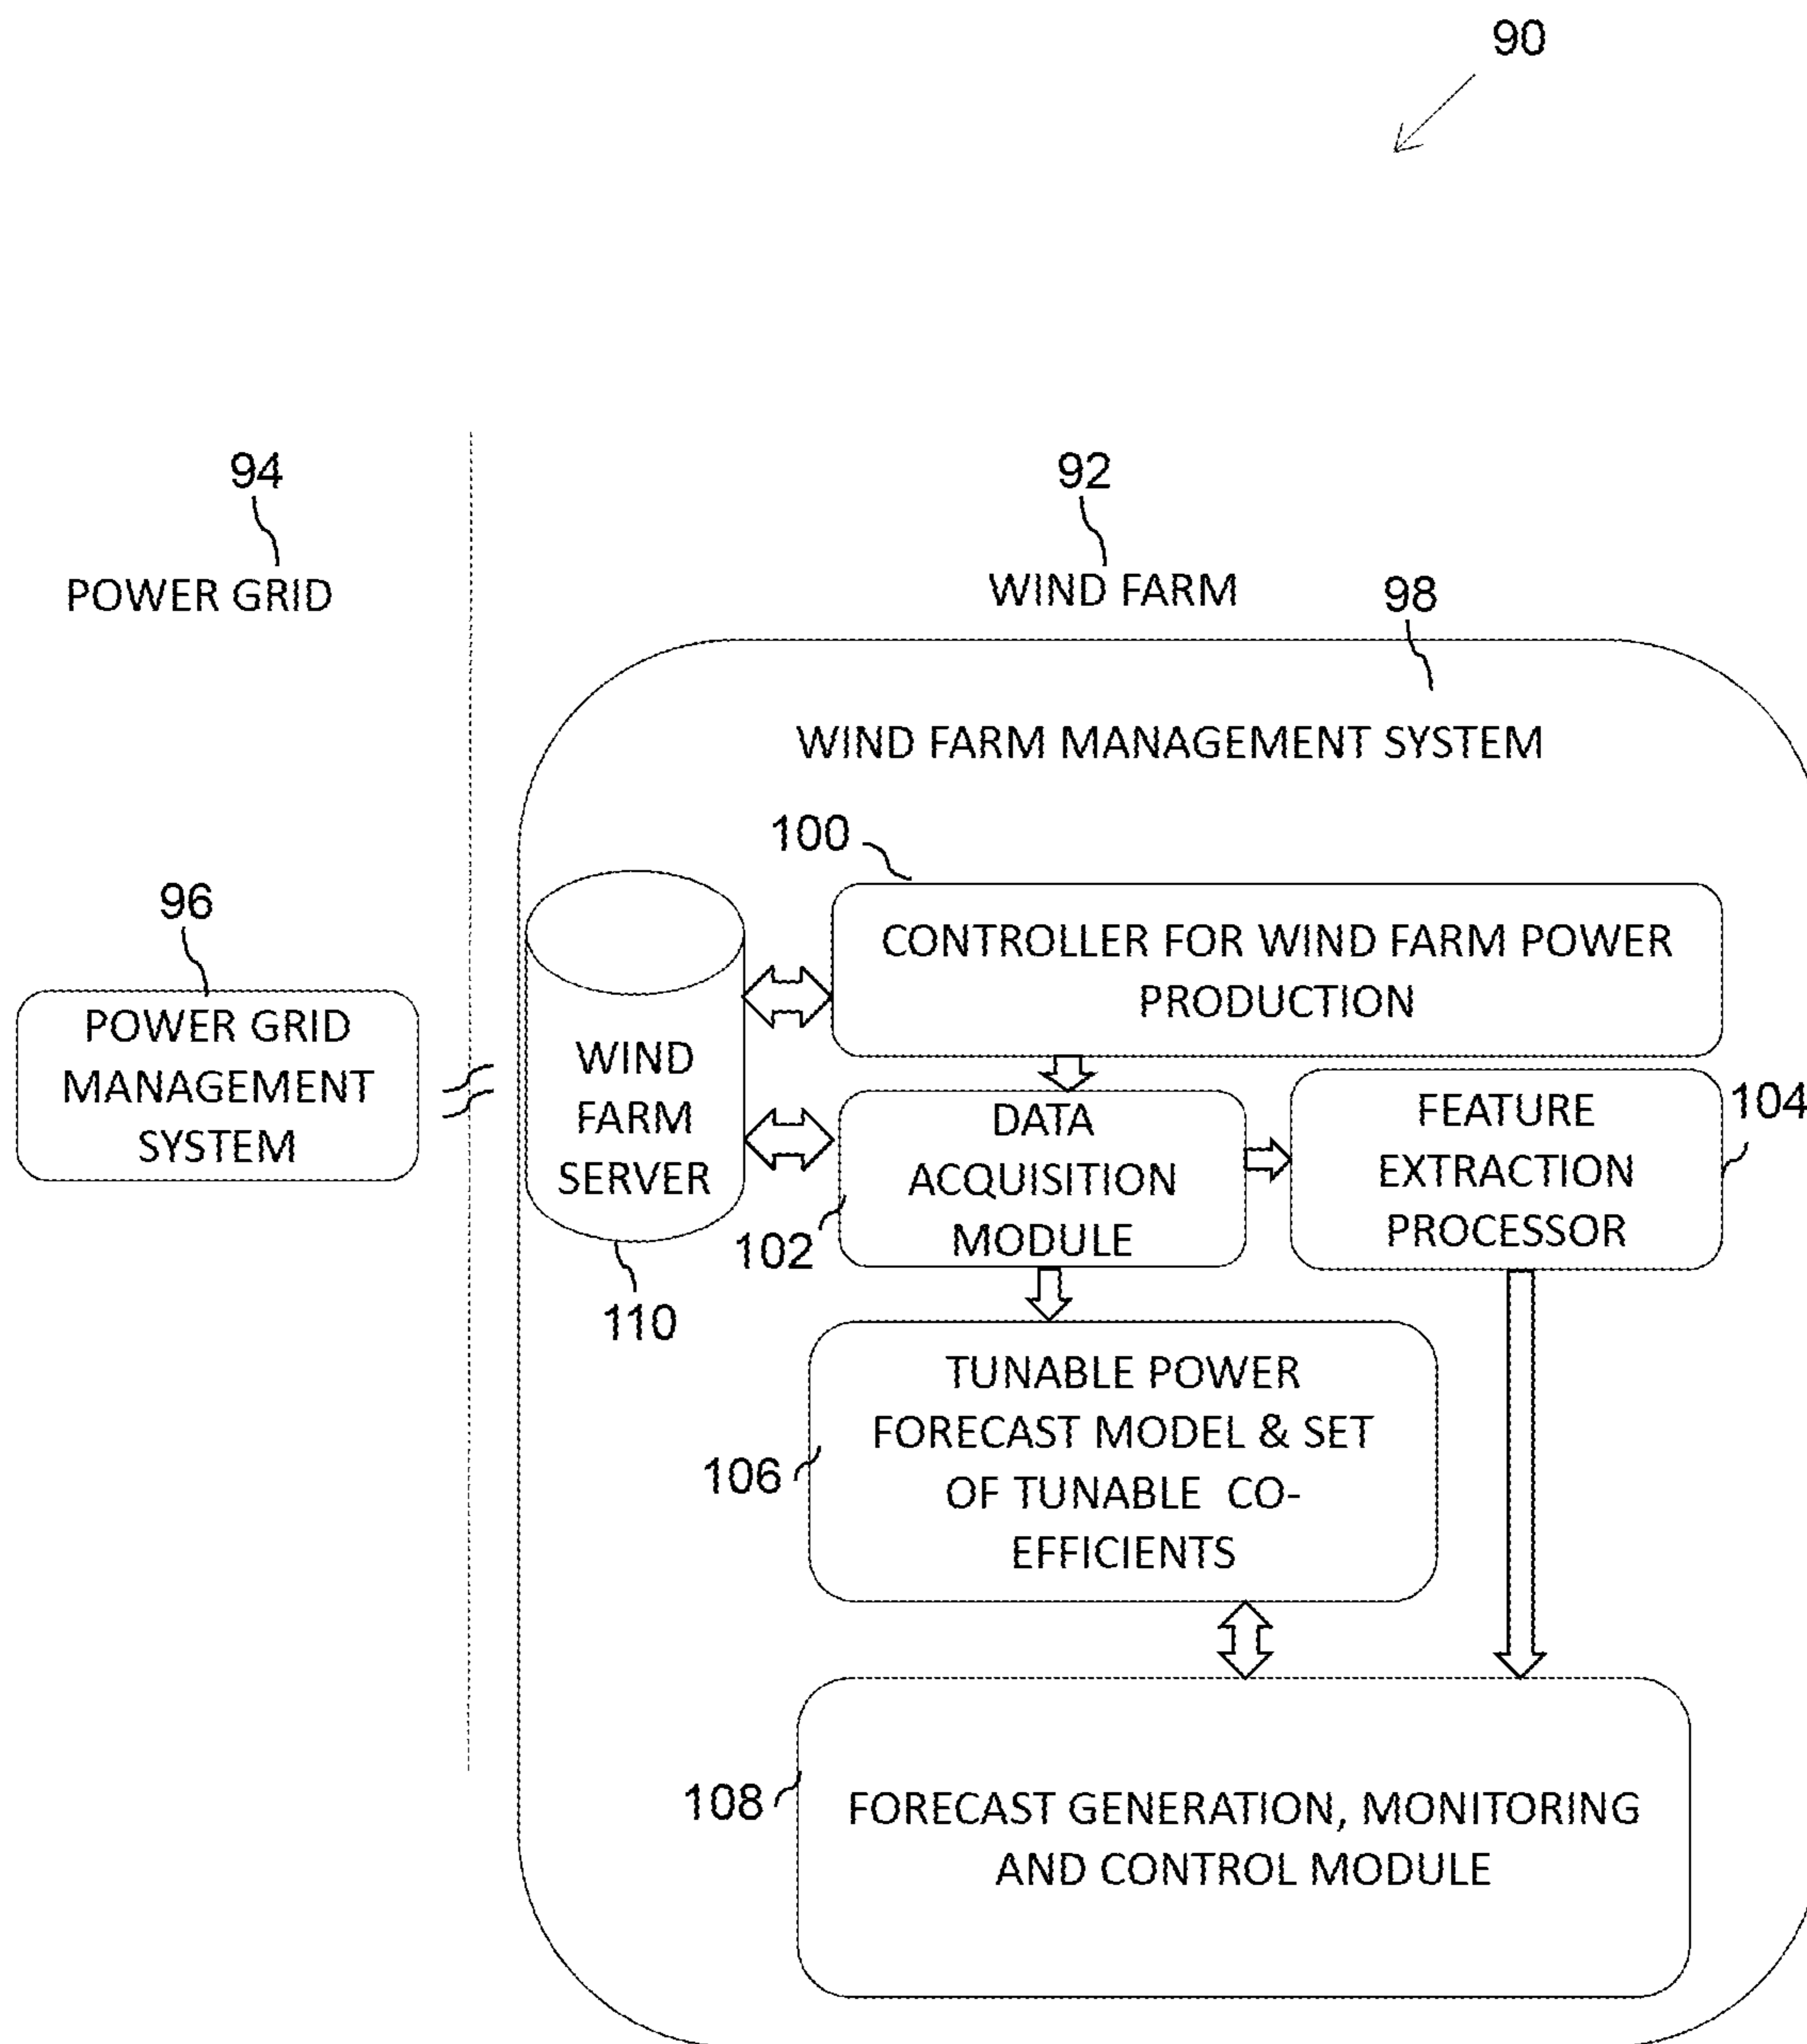 90
94
POWER GRID
92
WIND FARM
98
WIND FARM MANAGEMENT SYSTEM
100
CONTROLLER FOR WIND FARM POWER
PRODUCTION
96
POWER GRID
MANAGEMENT
SYSTEM
WIND
FARM
SERVER
110
DATA
ACQUISITION
MODULE
102
FEATURE
EXTRACTION
PROCESSOR
104
TUNABLE POWER
FORECAST MODEL & SET
OF TUNABLE CO-
EFFICIENTS
106
108
FORECAST GENERATION, MONITORING
AND CONTROL MODULE